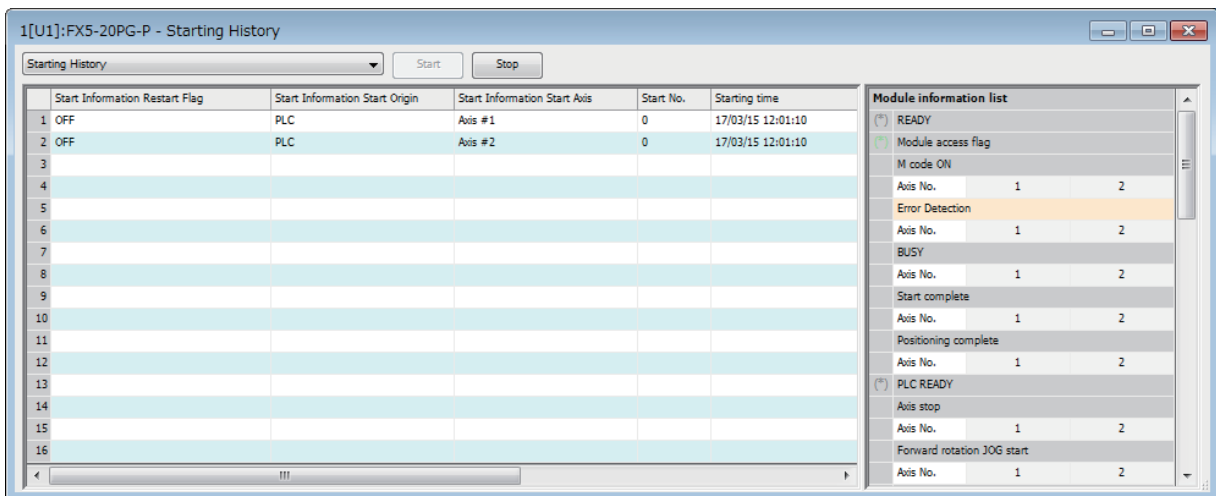 1[U1]:FX5-20PG-P - Starting History
Starting History Start Stop
Start Information Restart Flag Start Information Start Origin Start Information Start Axis Start No. Starting time
1 OFF PLC Axis #1 0 17/03/15 12:01:10
2 OFF PLC Axis #2 0 17/03/15 12:01:10
3
4
5
6
7
8
9
10
11
12
13
14
15
16
Module information list
(*) READY
(*) Module access flag
M code ON
Axis No. 1 2
Error Detection
Axis No. 1 2
BUSY
Axis No. 1 2
Start complete
Axis No. 1 2
Positioning complete
Axis No. 1 2
(*) PLC READY
Axis stop
Axis No. 1 2
Forward rotation JOG start
Axis No. 1 2